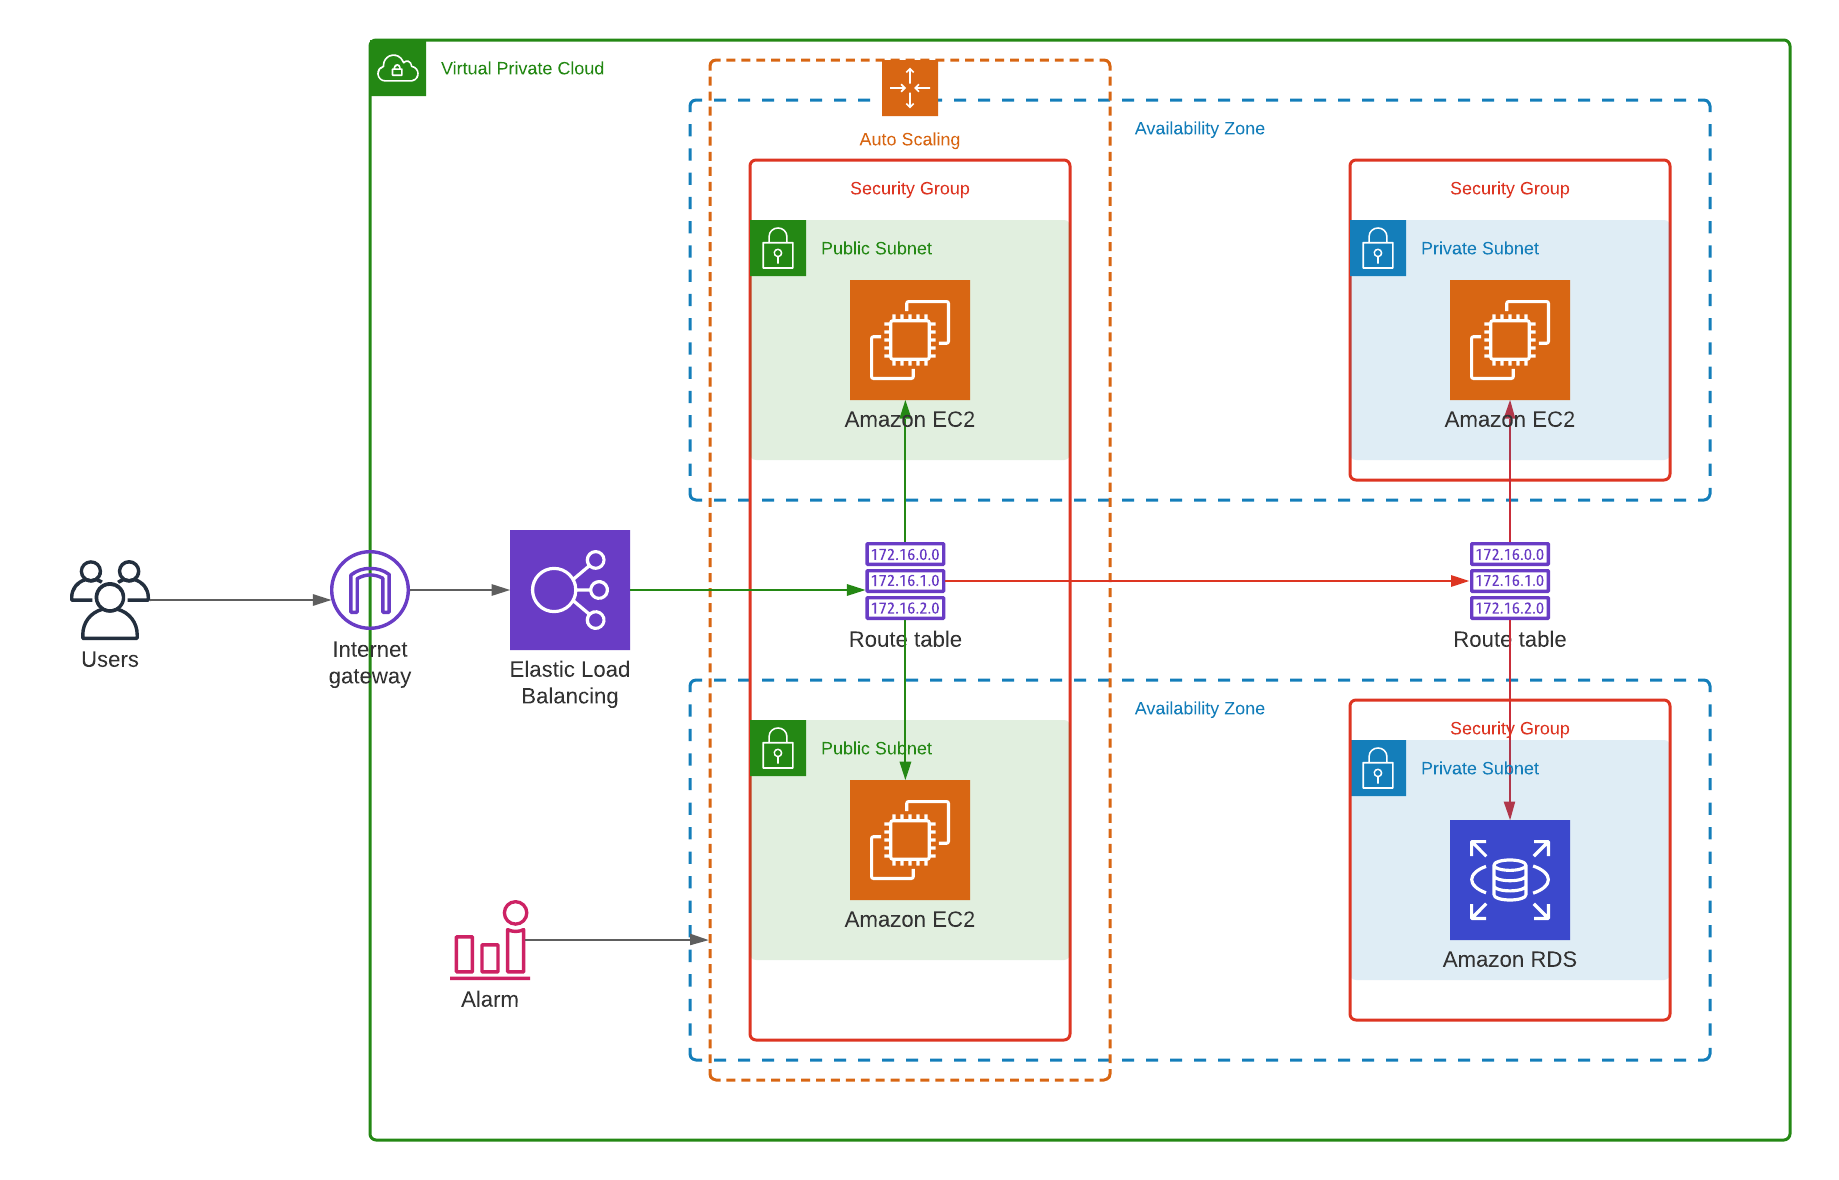 Virtual Private Cloud
Auto Scaling
Availability Zone
Security Group
Security Group
Public Subnet
Private Subnet
Amazon EC2
Amazon EC2
172.16.0.0
172.16.1.0
172.16.2.0
Route table
172.16.0.0
172.16.1.0
172.16.2.0
Route table
Users
Internet
gateway
Elastic Load
Balancing
Availability Zone
Security Group
Public Subnet
Private Subnet
Amazon EC2
Amazon RDS
Alarm